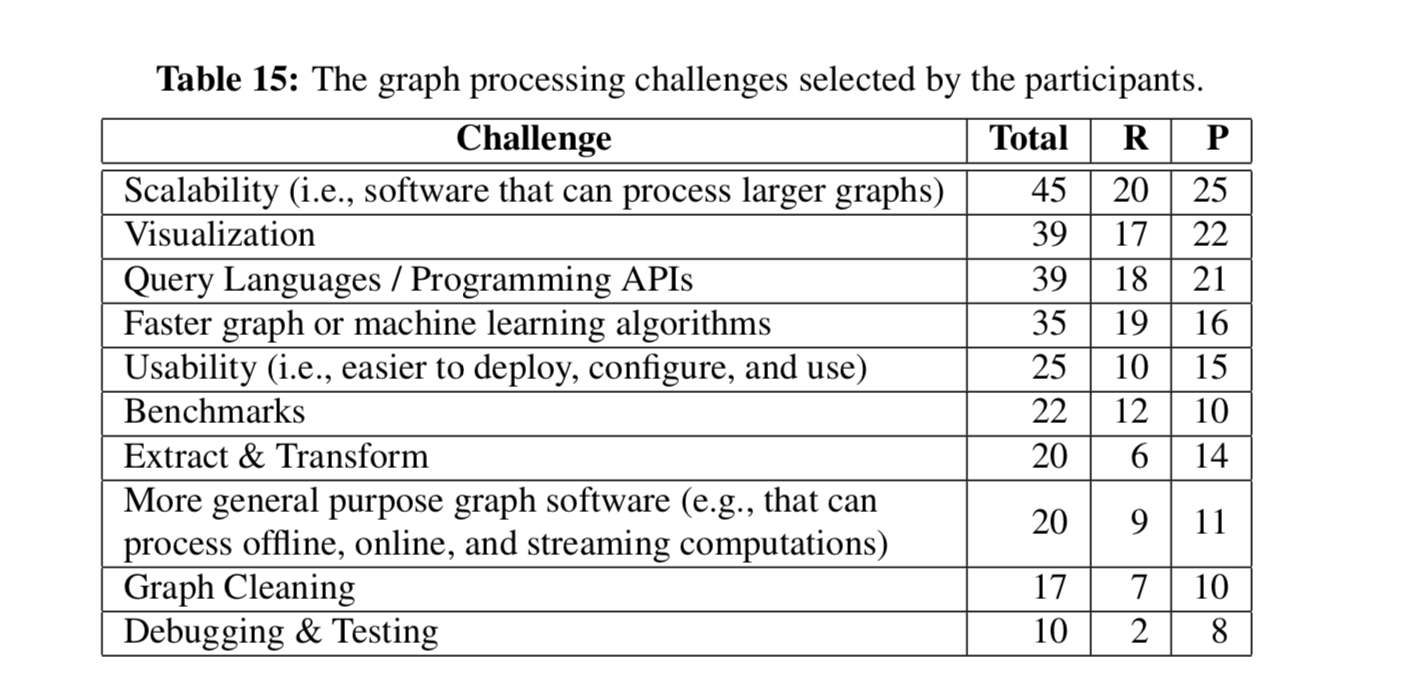 Table 15: The graph processing challenges selected by the participants.
Challenge Total R P
Scalability (i.e., software that can process larger graphs) 45 20 25
Visualization 39 17 22
Query Languages / Programming APIs 39 18 21
Faster graph or machine learning algorithms 35 19 16
Usability (i.e., easier to deploy, configure, and use) 25 10 15
Benchmarks 22 12 10
Extract & Transform 20 6 14
More general purpose graph software (e.g., that can
process offline, online, and streaming computations) 20 9 11
Graph Cleaning 17 7 10
Debugging & Testing 10 2 8